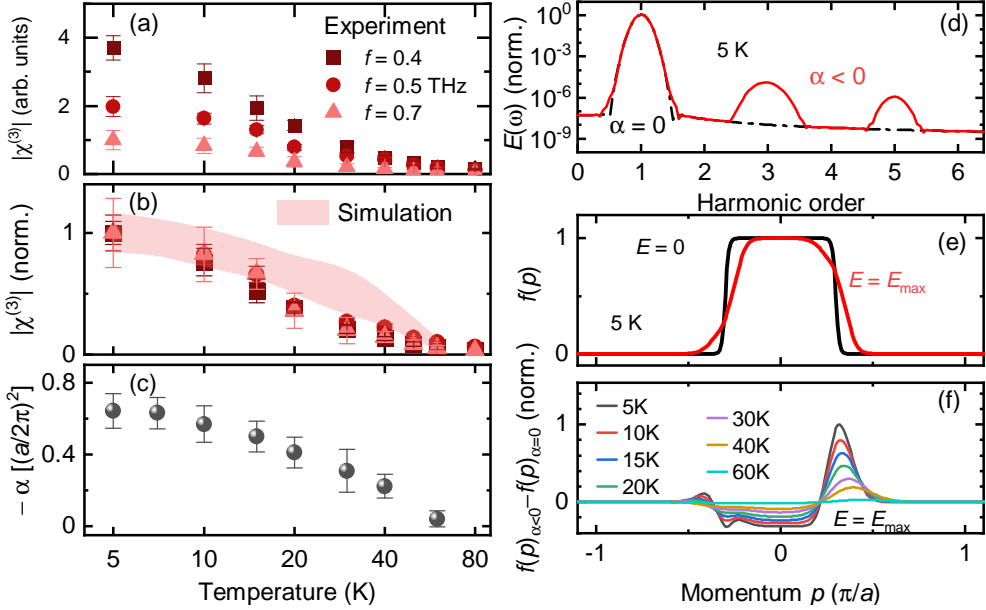 (a)
Experiment
f = 0.4
f = 0.5 THz
f = 0.7
|χ⁽³⁾| (arb. units)
4
2
0
(b)
Simulation
|χ⁽³⁾| (norm.)
1
0
(c)
− α [(a/2π)²]
0.8
0.4
0
5 10 20 40 80
Temperature (K)
(d)
5 K
α < 0
α = 0
E(ω) (norm.)
10⁰
10⁻³
10⁻⁶
10⁻⁹
0 1 2 3 4 5 6
Harmonic order
(e)
E = 0
E = Eₘₐₓ
5 K
f(p)
1
0
(f)
5K
10K
15K
20K
30K
40K
60K
E = Eₘₐₓ
f(p)α<0−f(p)α=0 (norm.)
1
0
-1 0 1
Momentum p (π/a)